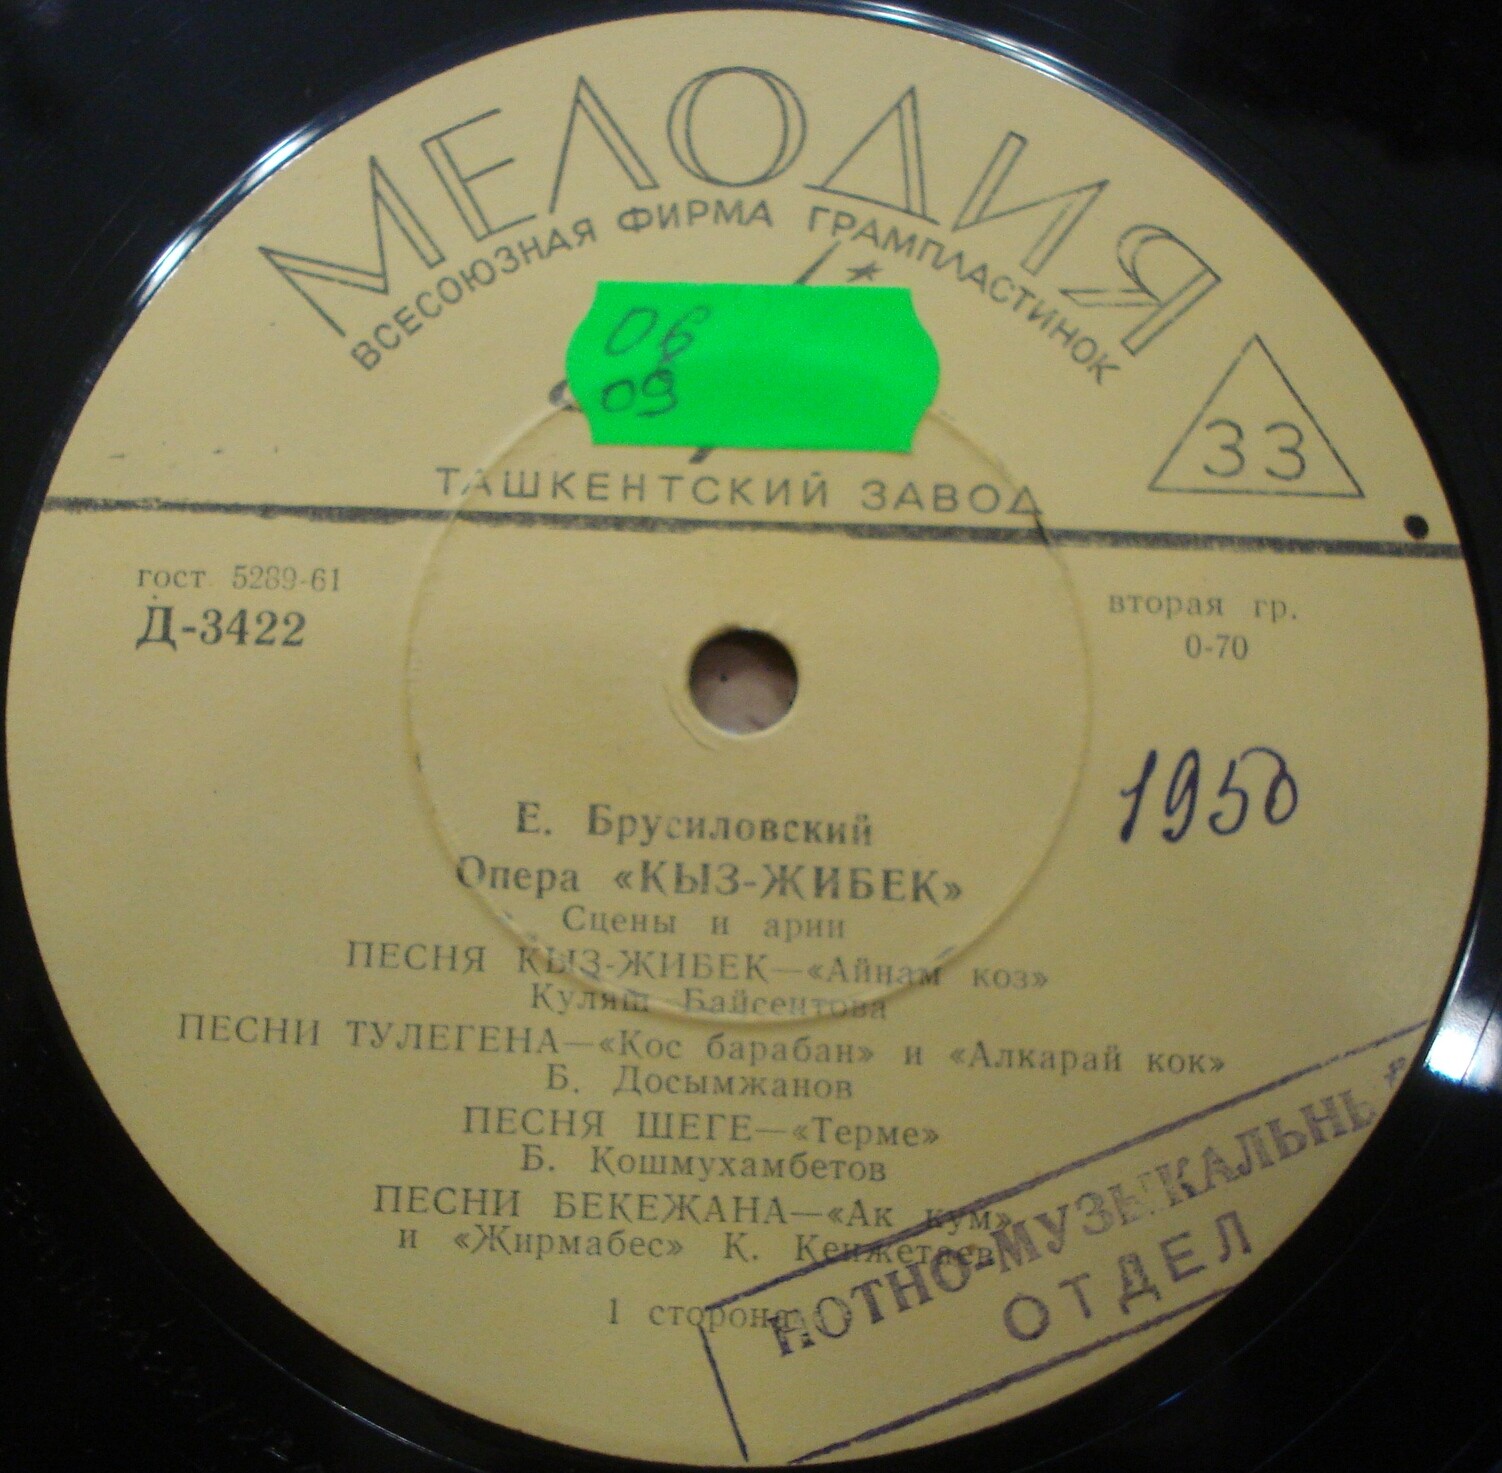 МЕЛОДИЯ
ВСЕСОЮЗНАЯ ФИРМА ГРАМПЛАСТИНОК
06
09
33
ТАШКЕНТСКИЙ ЗАВОД
гост 5289-61
Д-3422
вторая гр.
0-70
1950
Е. Брусиловский
Опера «КЫЗ-ЖИБЕК»
Сцены и арии
ПЕСНЯ КЫЗ-ЖИБЕК—«Айнам коз»
Куляш Байсеитова
ПЕСНИ ТУЛЕГЕНА—«Кос барабан» и «Алкарай кок»
Б. Досымжанов
ПЕСНЯ ШЕГЕ—«Терме»
Б. Кошмухамбетов
ПЕСНИ БЕКЕЖАНА—«Ак кум»
и «Жирмабес» К. Кенжетаев
1 сторона
НОТНО-МУЗЫКАЛЬНЫЙ
ОТДЕЛ